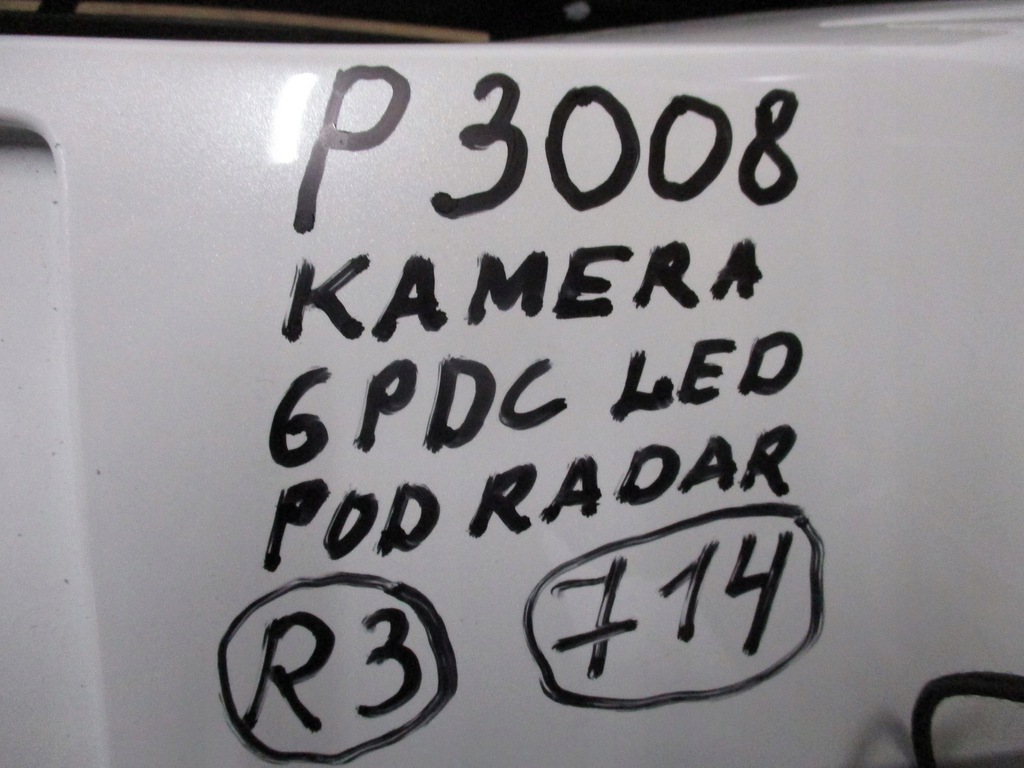 P 3008
KAMERA
6 PDC LED
POD RADAR
R3 714